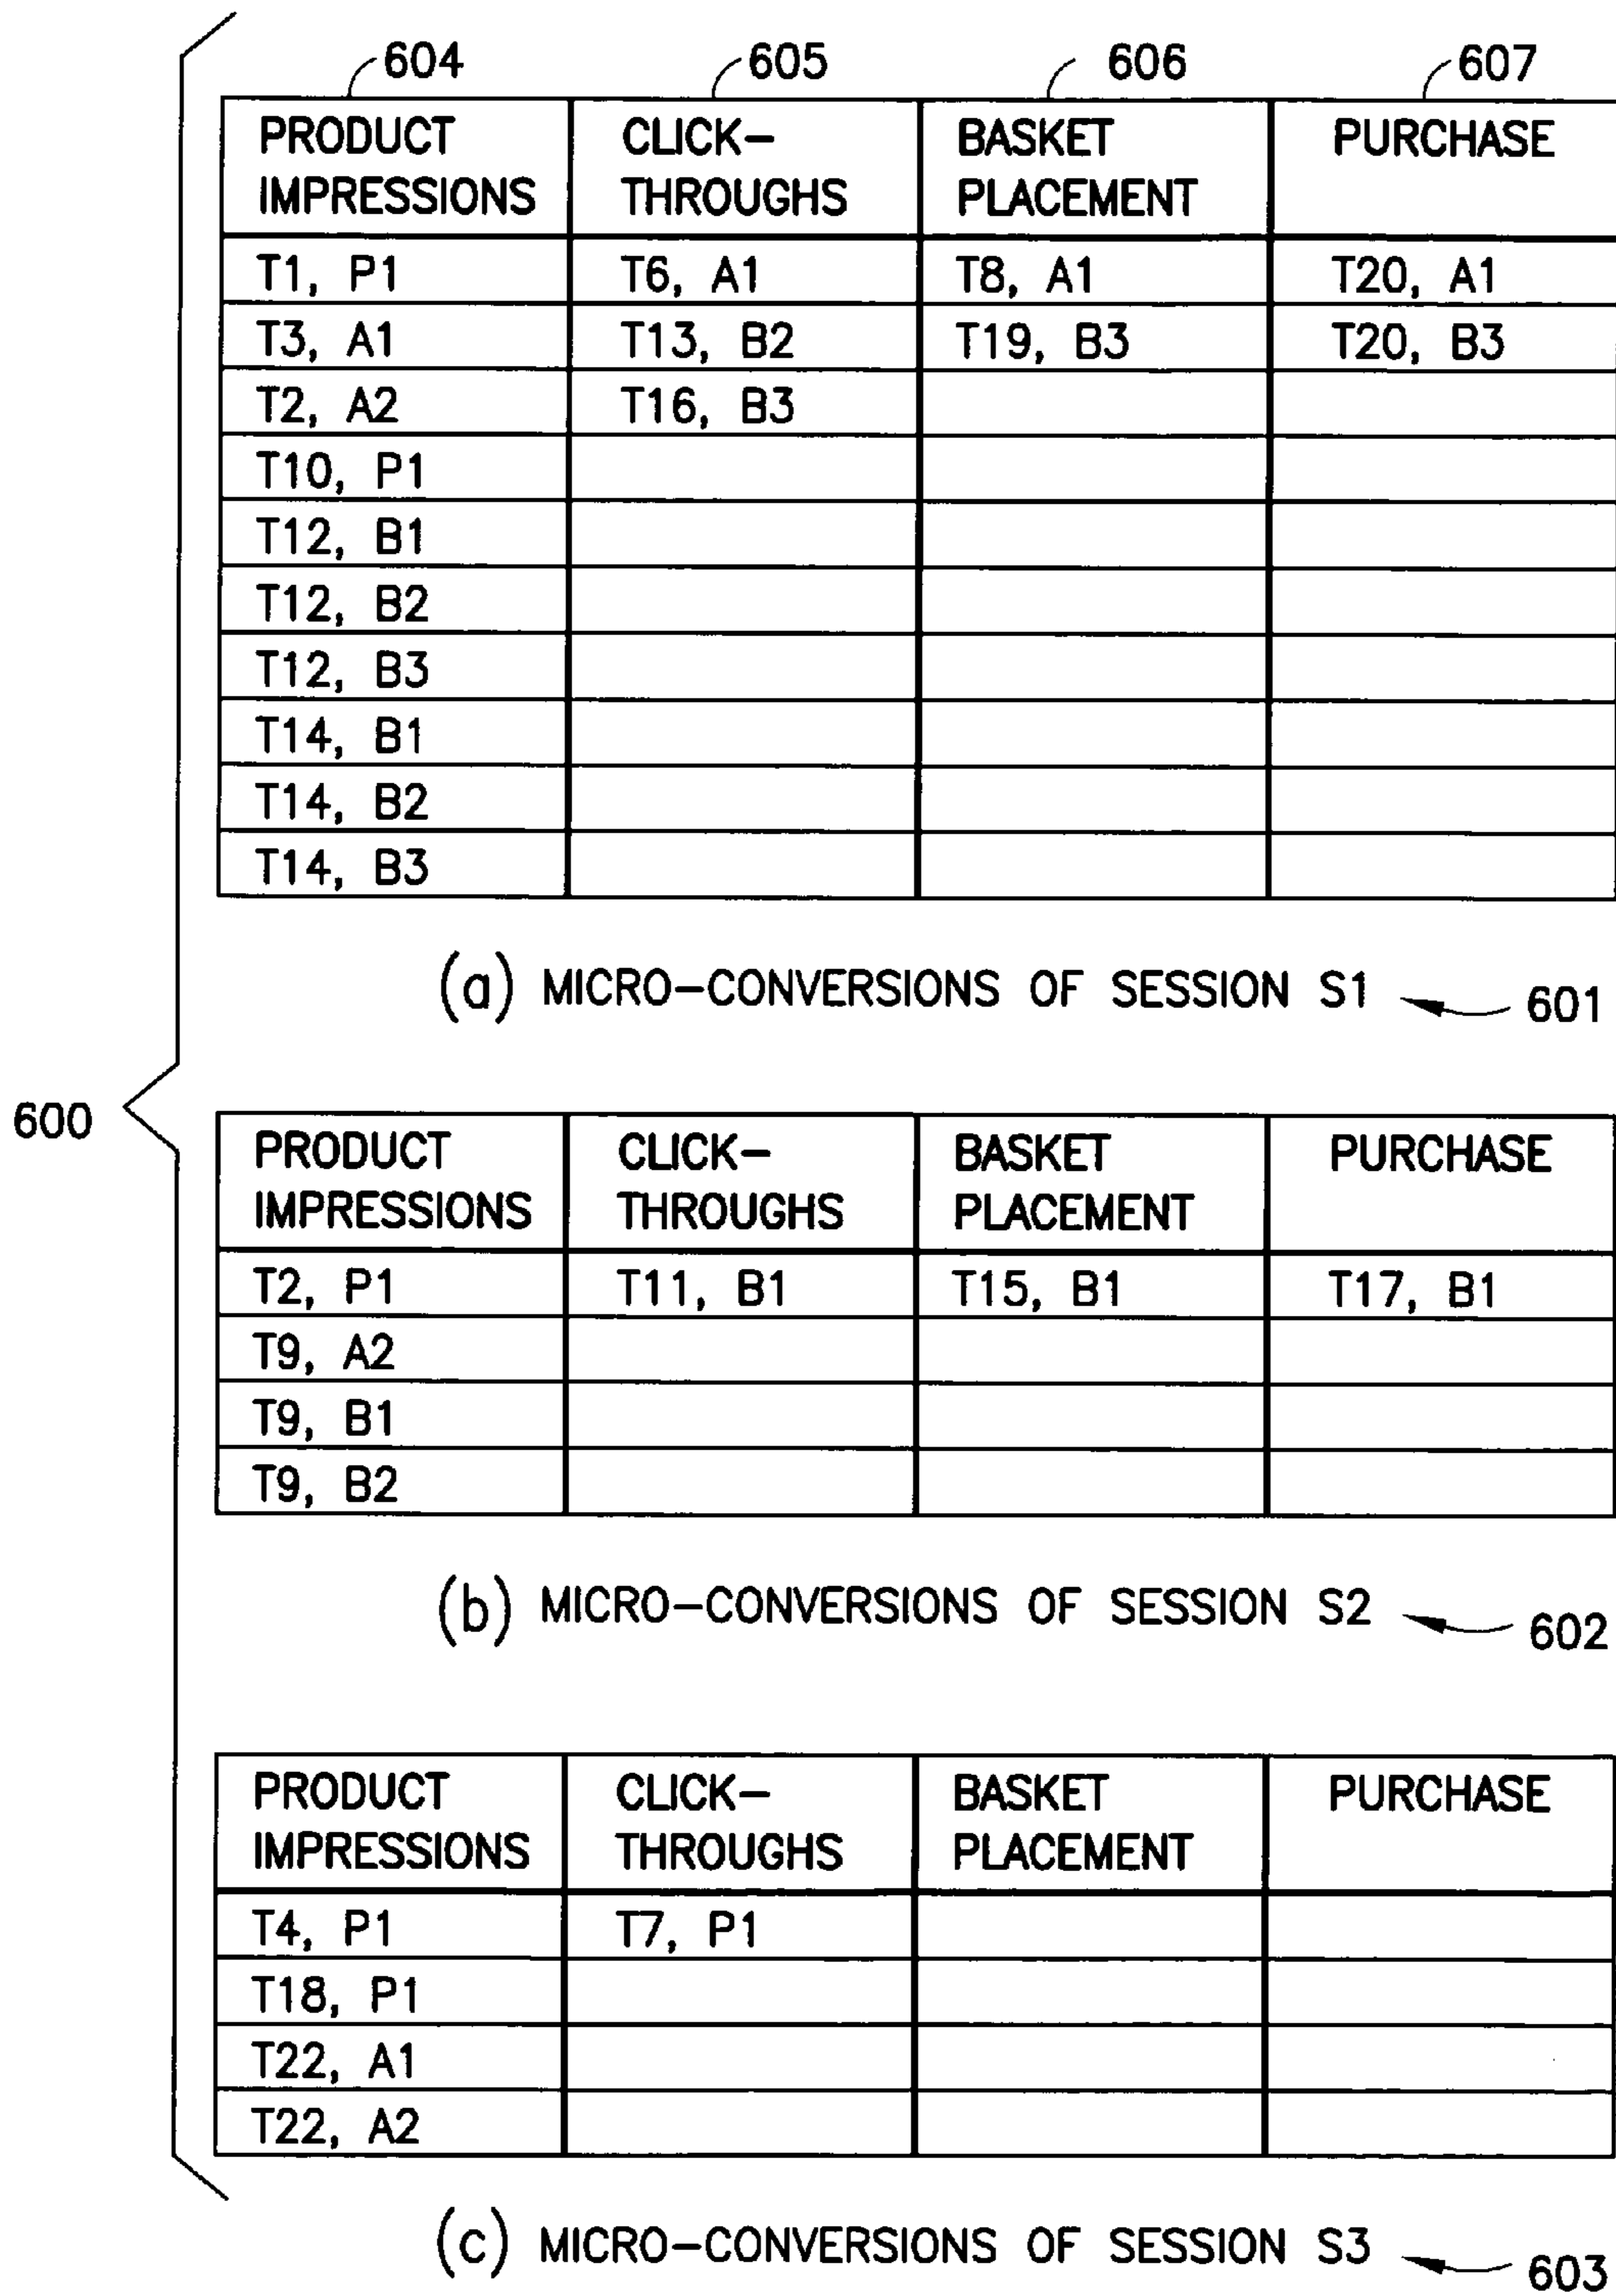 604 605 606 607
PRODUCT IMPRESSIONS CLICK-THROUGHS BASKET PLACEMENT PURCHASE
T1, P1 T6, A1 T8, A1 T20, A1
T3, A1 T13, B2 T19, B3 T20, B3
T2, A2 T16, B3
T10, P1
T12, B1
T12, B2
T12, B3
T14, B1
T14, B2
T14, B3
(a) MICRO-CONVERSIONS OF SESSION S1 601
600
PRODUCT IMPRESSIONS CLICK-THROUGHS BASKET PLACEMENT PURCHASE
T2, P1 T11, B1 T15, B1 T17, B1
T9, A2
T9, B1
T9, B2
(b) MICRO-CONVERSIONS OF SESSION S2 602
PRODUCT IMPRESSIONS CLICK-THROUGHS BASKET PLACEMENT PURCHASE
T4, P1 T7, P1
T18, P1
T22, A1
T22, A2
(c) MICRO-CONVERSIONS OF SESSION S3 603